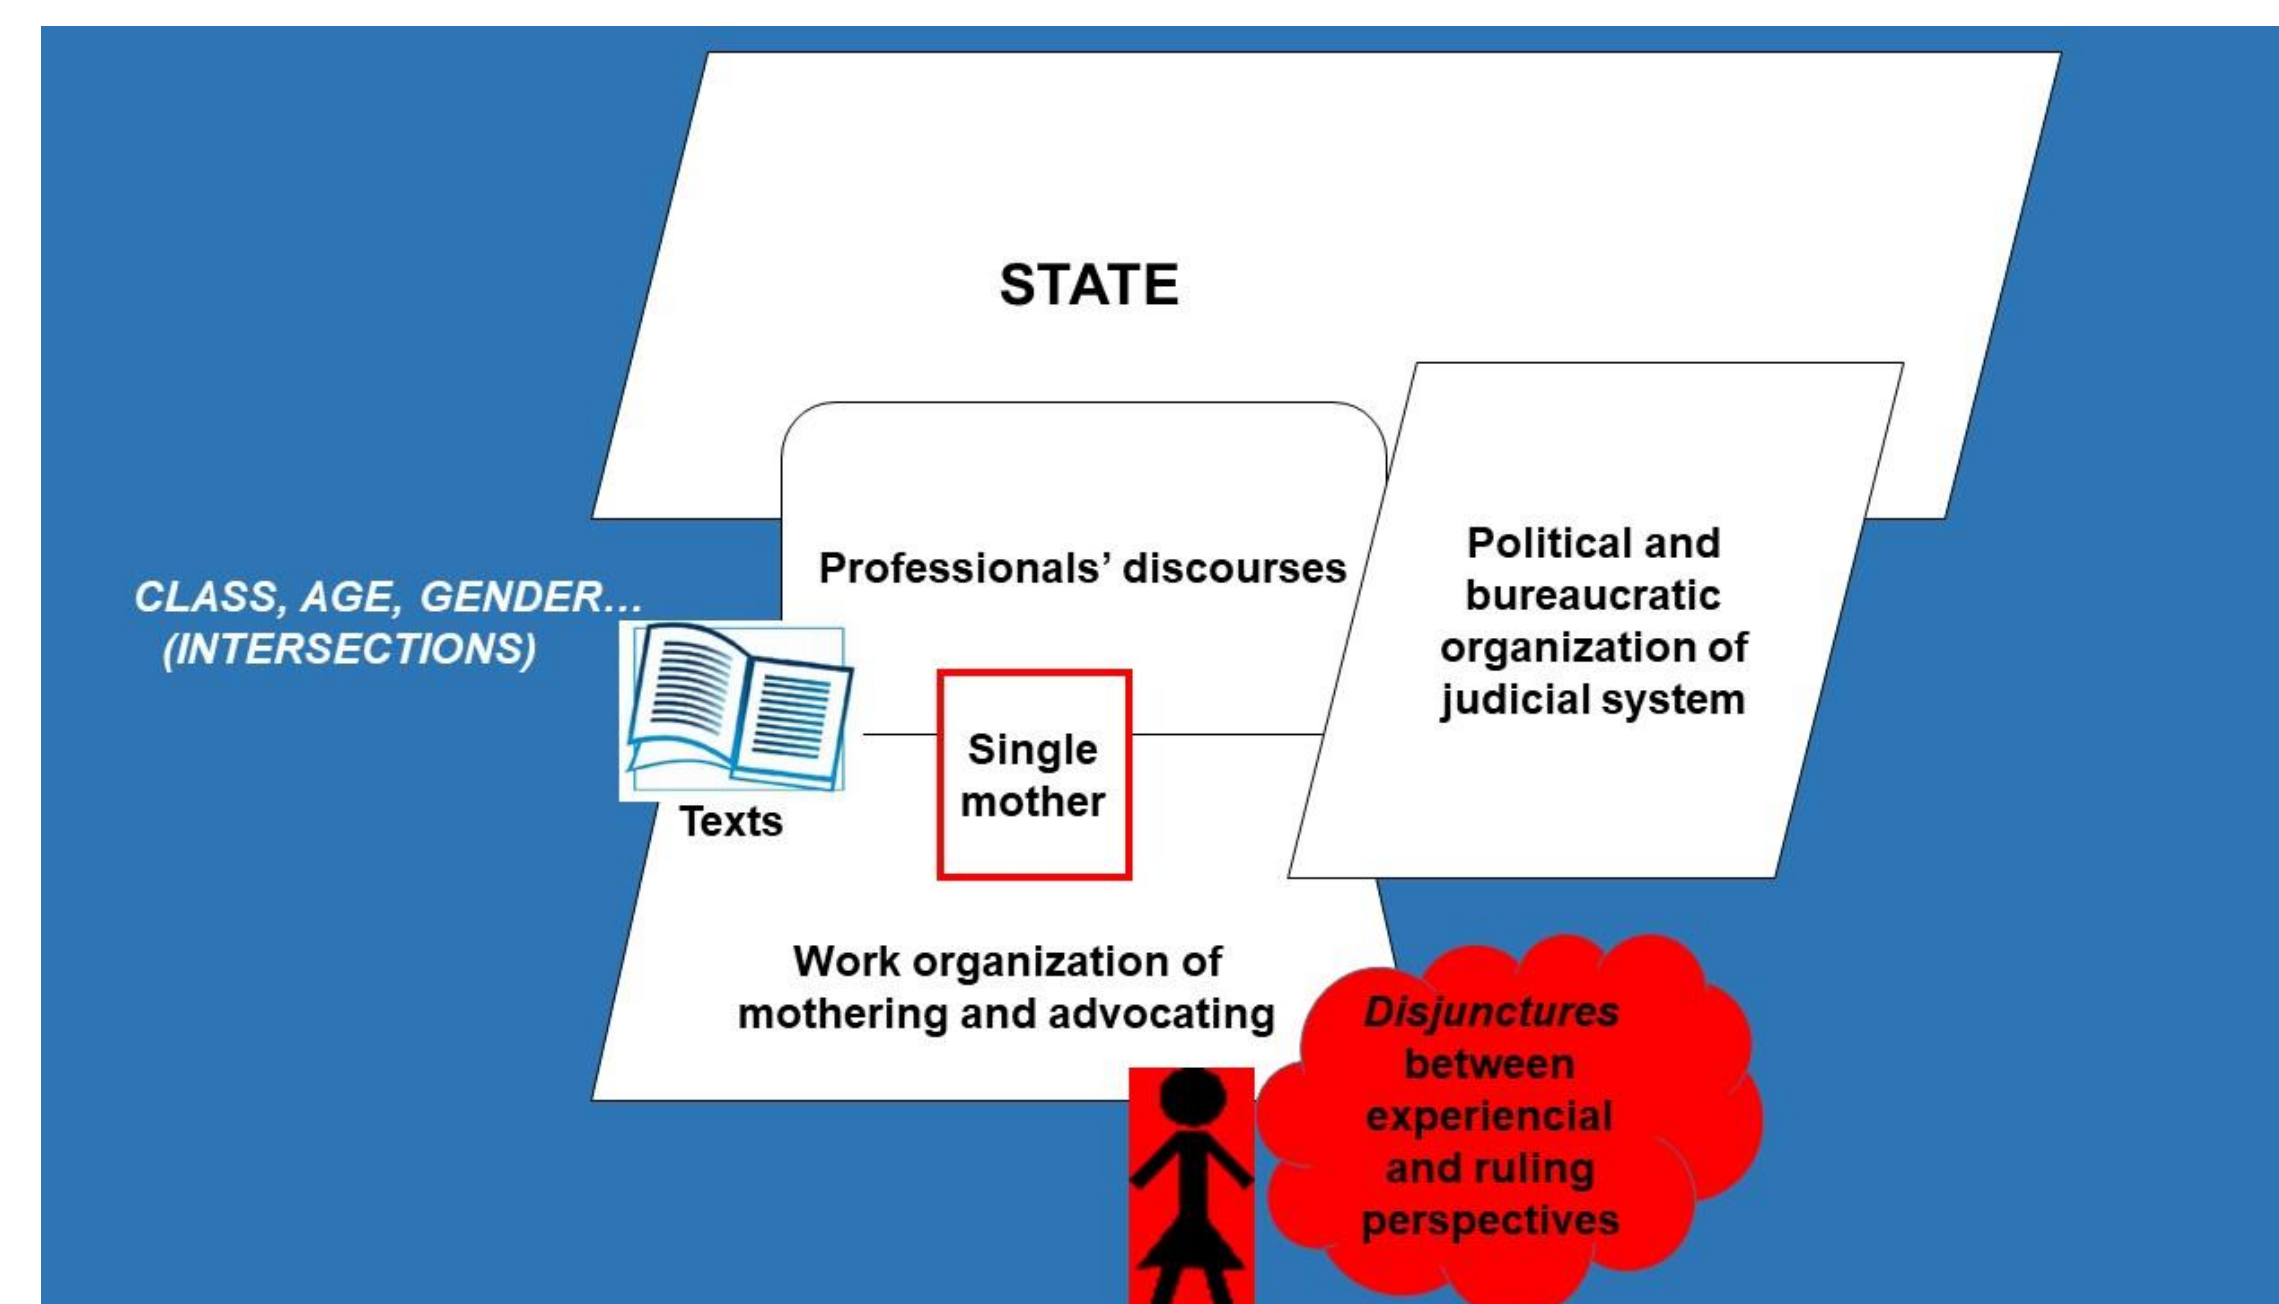 STATE
Professionals’ discourses
Political and
bureaucratic
organization of
judicial system
CLASS, AGE, GENDER…
(INTERSECTIONS)
Texts
Single
mother
Work organization of
mothering and advocating
Disjunctures
between
experiencial
and ruling
perspectives